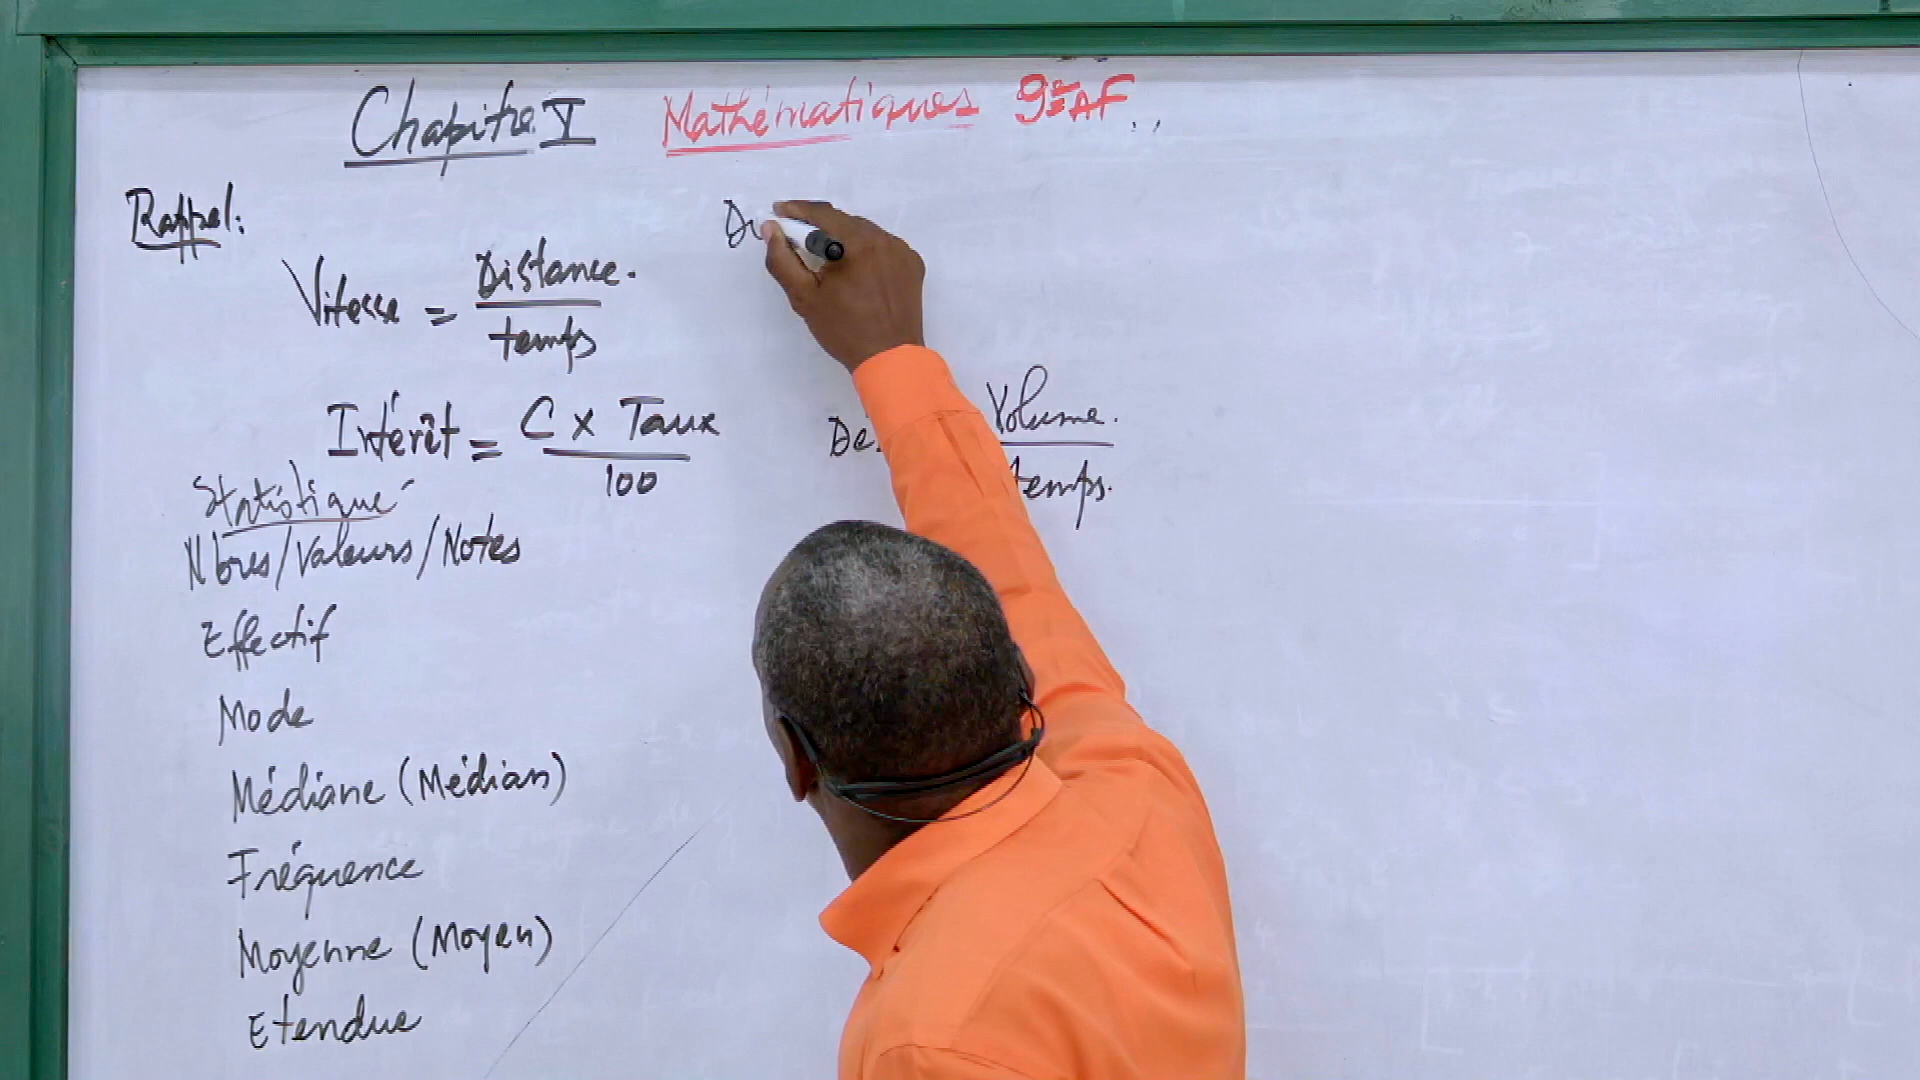 Chapitre V Mathématiques 9e AF
Rappel:
Vitesse = Distance.
temps
Intérêt = C x Taux
100
Volume.
temps.
Statistique
Nbres/Valeurs/Notes
Effectif
Mode
Médiane (Médian)
Fréquence
Moyenne (Moyen)
Etendue